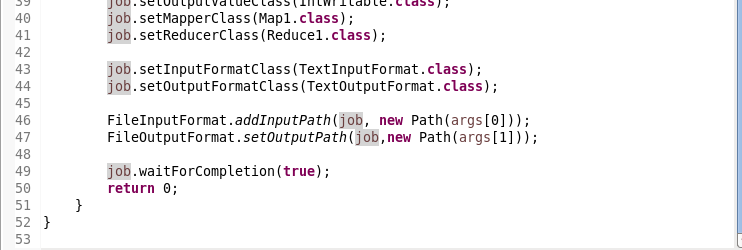 39 job.setOutputValueClass(IntWritable.class);
40 job.setMapperClass(Map1.class);
41 job.setReducerClass(Reduce1.class);
42
43 job.setInputFormatClass(TextInputFormat.class);
44 job.setOutputFormatClass(TextOutputFormat.class);
45
46 FileInputFormat.addInputPath(job, new Path(args[0]));
47 FileOutputFormat.setOutputPath(job,new Path(args[1]));
48
49 job.waitForCompletion(true);
50 return 0;
51 }
52 }
53